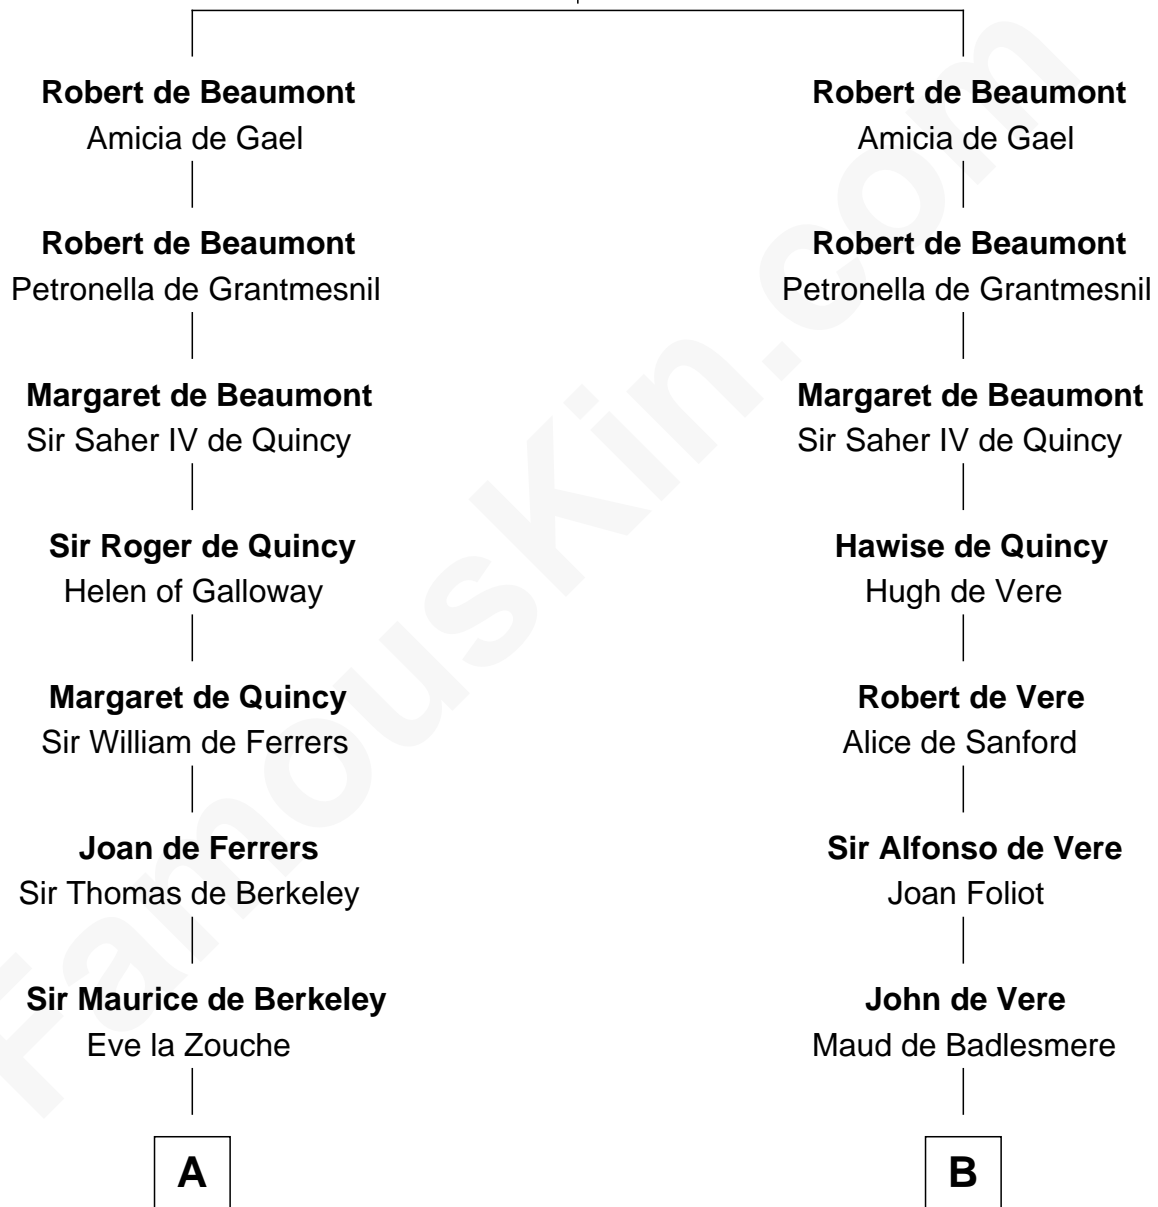 Robert de Beaumont
Amicia de Gael
Robert de Beaumont
Petronella de Grantmesnil
Margaret de Beaumont
Sir Saher IV de Quincy
Sir Roger de Quincy
Helen of Galloway
Margaret de Quincy
Sir William de Ferrers
Joan de Ferrers
Sir Thomas de Berkeley
Sir Maurice de Berkeley
Eve la Zouche
A
Robert de Beaumont
Amicia de Gael
Robert de Beaumont
Petronella de Grantmesnil
Margaret de Beaumont
Sir Saher IV de Quincy
Hawise de Quincy
Hugh de Vere
Robert de Vere
Alice de Sanford
Sir Alfonso de Vere
Joan Foliot
John de Vere
Maud de Badlesmere
B
FamousKin.com